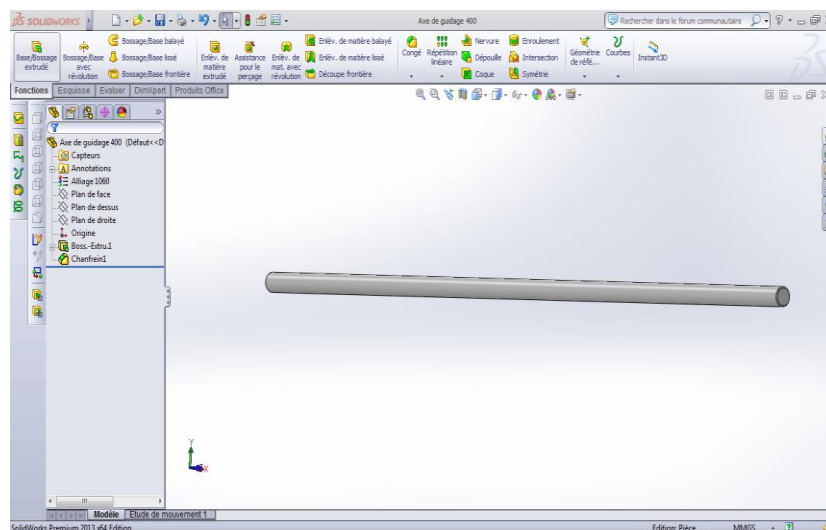 SOLIDWORKS
Axe de guidage 400
Rechercher dans le forum communautaire
Base/Bossage extrudé
Bossage/Base avec révolution
Bossage/Base balayé
Bossage/Base lissé
Bossage/Base frontière
Enlèv. de matière extrudé
Assistance pour le perçage
Enlèv. de mat. avec révolution
Enlèv. de matière balayé
Enlèv. de matière lissé
Découpe frontière
Congé
Répétition linéaire
Nervure
Dépouille
Coque
Enroulement
Intersection
Symétrie
Géométrie de réfé...
Courbes
Instant3D
Fonctions
Esquisse
Evaluer
DimXpert
Produits Office
Axe de guidage 400 (Défaut<<D
Capteurs
Annotations
Alliage 1060
Plan de face
Plan de dessus
Plan de droite
Origine
Boss.-Extru.1
Chanfrein1
Y
X
Modèle
Etude de mouvement 1
SolidWorks Premium 2013 x64 Edition
Edition: Pièce
MMGS